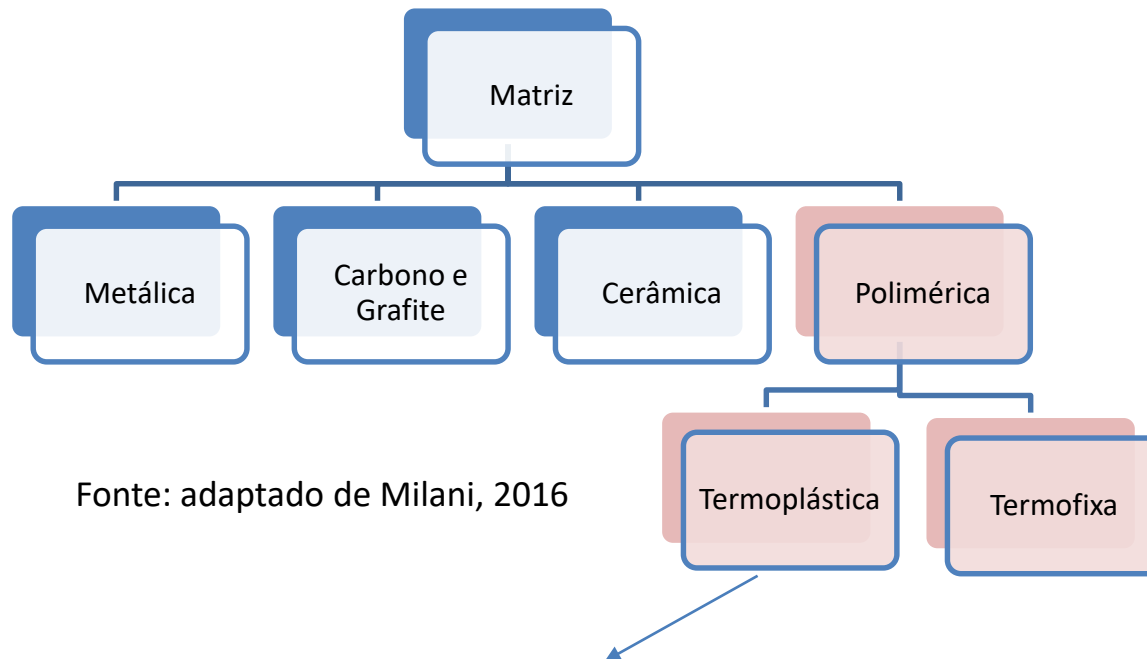 Matriz
Metálica
Carbono e
Grafite
Cerâmica
Polimérica
Termoplástica
Termofixa
Fonte: adaptado de Milani, 2016